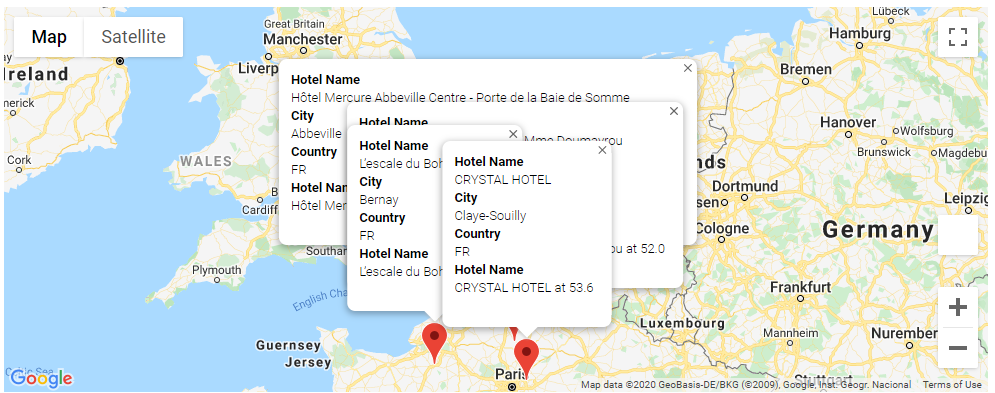 Map
Satellite
Great Britain
Manchester
Liverp
reland
merick
Cork
WALES
Cardiff
Southam
Plymouth
English Cha
Guernsey
Jersey
Lübeck
Hamburg
Bremen
Hanover
Wolfsburg
Brunswick
Magdebu
nds
Dortmund
Essen
Leipzig
Cologne
Germany
Frankfurt
Luxembourg
Mannheim
Nuremberg
Stuttgart
Paris
Hotel Name
Hôtel Mercure Abbeville Centre - Porte de la Baie de Somme
City
Abbeville
Country
FR
Hotel Nam
Hôtel Mer
Hotel Name
Mme Doumayrou
ou at 52.0
Hotel Name
L'escale du Boh
City
Bernay
Country
FR
Hotel Name
L'escale du Boh
Hotel Name
CRYSTAL HOTEL
City
Claye-Souilly
Country
FR
Hotel Name
CRYSTAL HOTEL at 53.6
Google
Map data ©2020 GeoBasis-DE/BKG (©2009), Google, Inst. Geogr. Nacional
Terms of Use